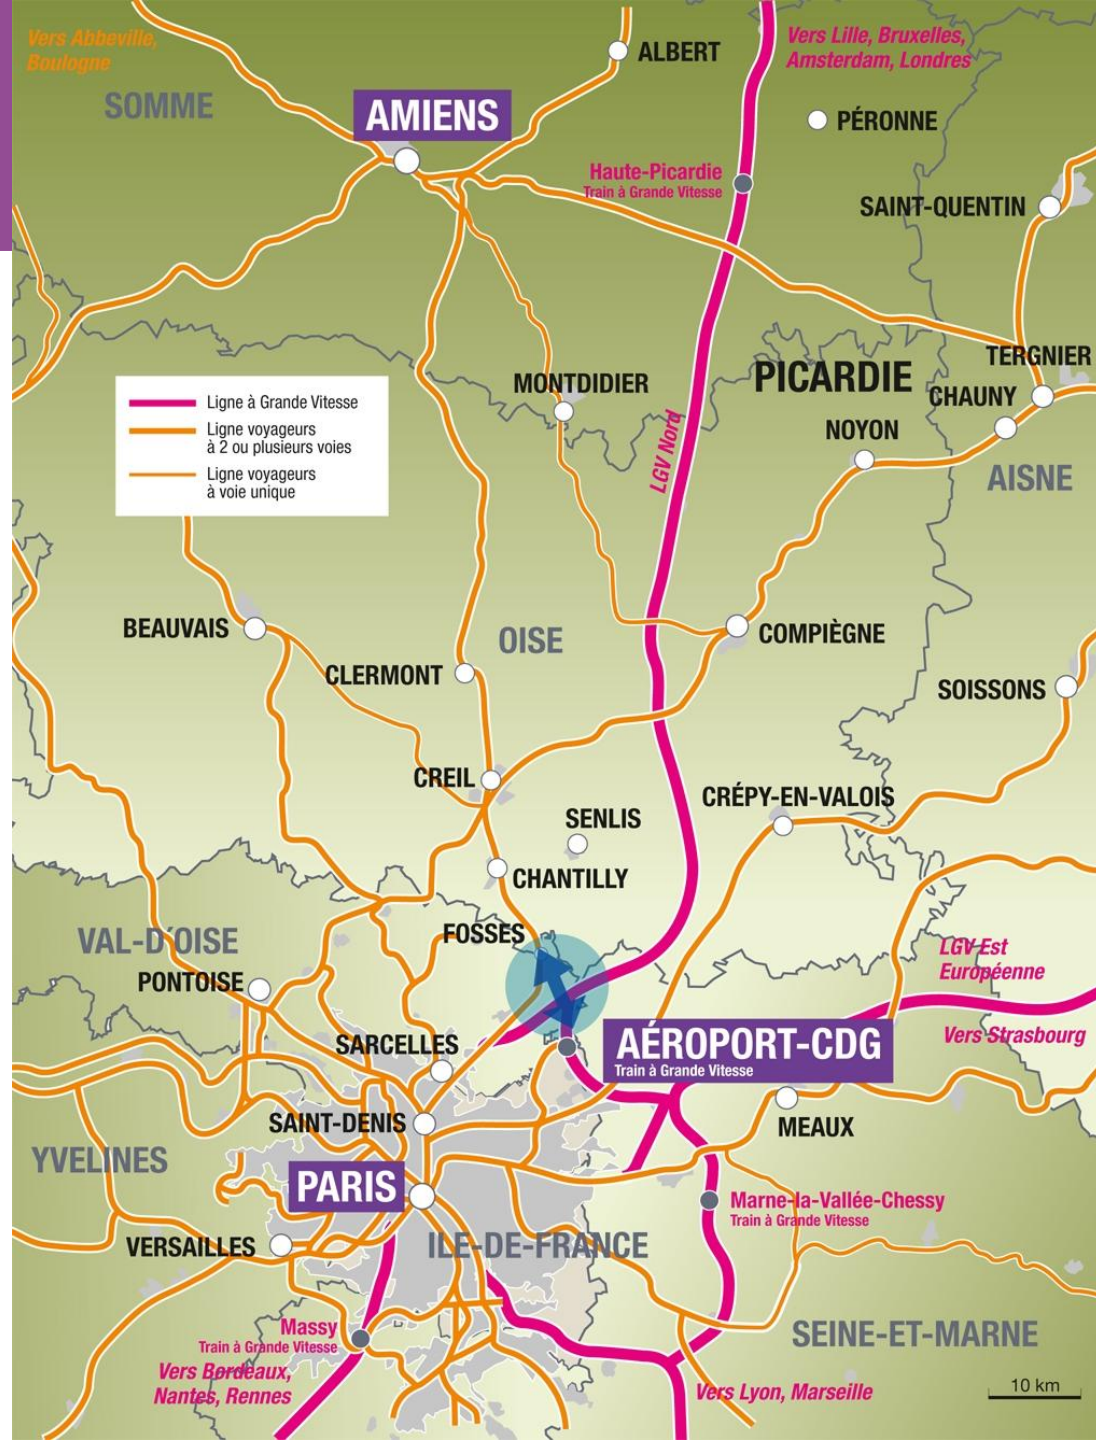 Vers Abbeville,
Boulogne
SOMME
AMIENS
ALBERT
Vers Lille, Bruxelles,
Amsterdam, Londres
PÉRONNE
Haute-Picardie
Train à Grande Vitesse
SAINT-QUENTIN
TERGNIER
PICARDIE
CHAUNY
MONTDIDIER
NOYON
LGV Nord
AISNE
Ligne à Grande Vitesse
Ligne voyageurs
à 2 ou plusieurs voies
Ligne voyageurs
à voie unique
BEAUVAIS
OISE
COMPIÈGNE
CLERMONT
SOISSONS
CREIL
CRÉPY-EN-VALOIS
SENLIS
CHANTILLY
FOSSES
VAL-D'OISE
LGV Est
Européenne
PONTOISE
Vers Strasbourg
SARCELLES
AÉROPORT-CDG
Train à Grande Vitesse
SAINT-DENIS
MEAUX
YVELINES
PARIS
Marne-la-Vallée-Chessy
Train à Grande Vitesse
VERSAILLES
ILE-DE-FRANCE
Massy
Train à Grande Vitesse
SEINE-ET-MARNE
Vers Bordeaux,
Nantes, Rennes
Vers Lyon, Marseille
10 km